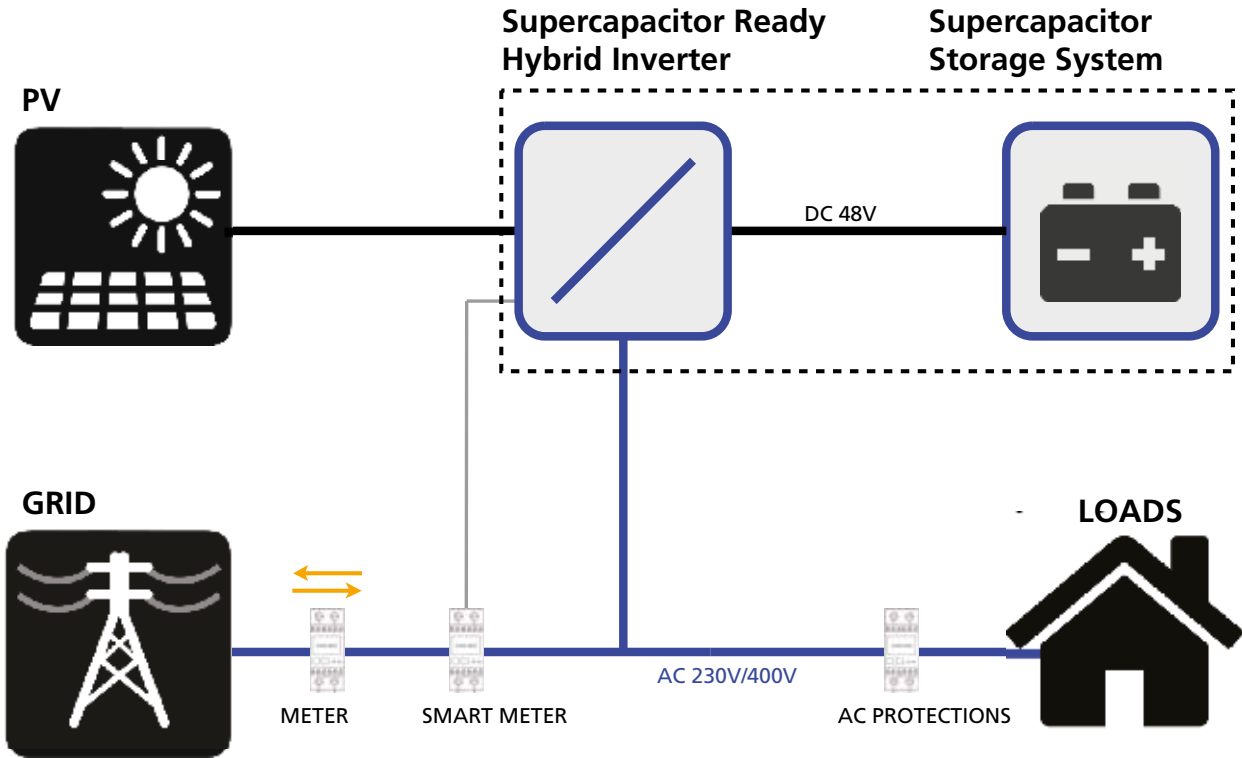 Supercapacitor Ready
Hybrid Inverter
Supercapacitor
Storage System
PV
DC 48V
GRID
LOADS
AC 230V/400V
METER
SMART METER
AC PROTECTIONS